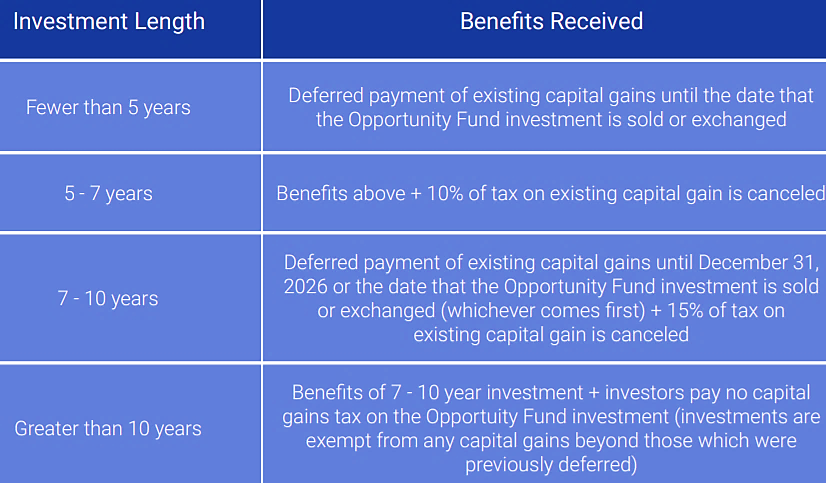 Investment Length
Benefits Received
Fewer than 5 years
Deferred payment of existing capital gains until the date that
the Opportunity Fund investment is sold or exchanged
5 - 7 years
Benefits above + 10% of tax on existing capital gain is canceled
7 - 10 years
Deferred payment of existing capital gains until December 31,
2026 or the date that the Opportunity Fund investment is sold
or exchanged (whichever comes first) + 15% of tax on
existing capital gain is canceled
Greater than 10 years
Benefits of 7 - 10 year investment + investors pay no capital
gains tax on the Opportuity Fund investment (investments are
exempt from any capital gains beyond those which were
previously deferred)